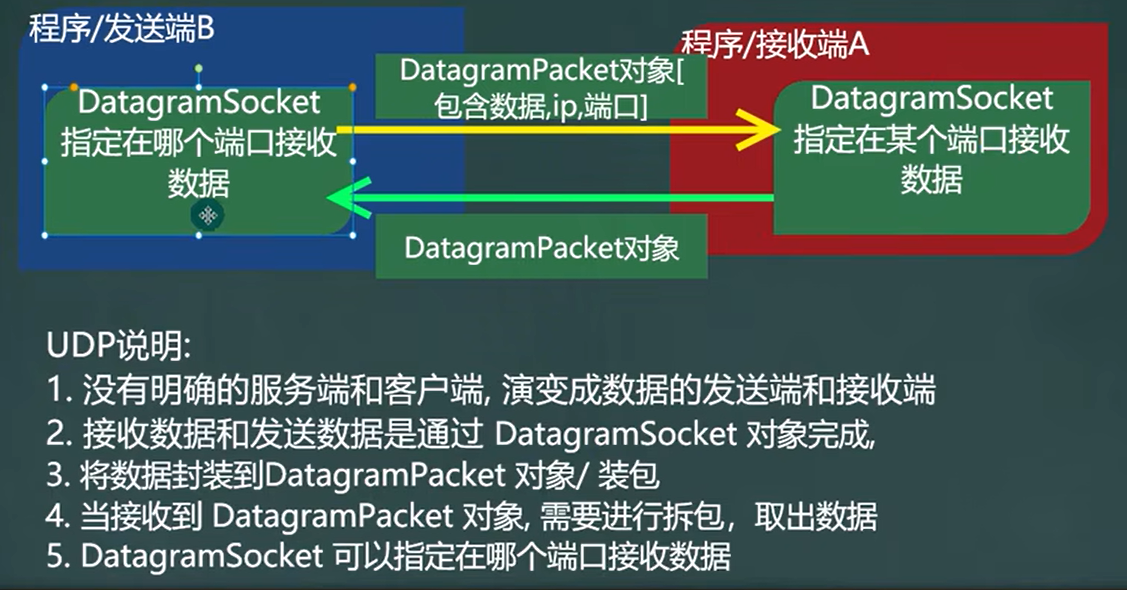 程序/发送端B
DatagramSocket
指定在哪个端口接收
数据
DatagramPacket对象[
包含数据,ip,端口]
DatagramPacket对象
程序/接收端A
DatagramSocket
指定在某个端口接收
数据
UDP说明:
1. 没有明确的服务端和客户端, 演变成数据的发送端和接收端
2. 接收数据和发送数据是通过 DatagramSocket 对象完成,
3. 将数据封装到DatagramPacket 对象/ 装包
4. 当接收到 DatagramPacket 对象, 需要进行拆包，取出数据
5. DatagramSocket 可以指定在哪个端口接收数据